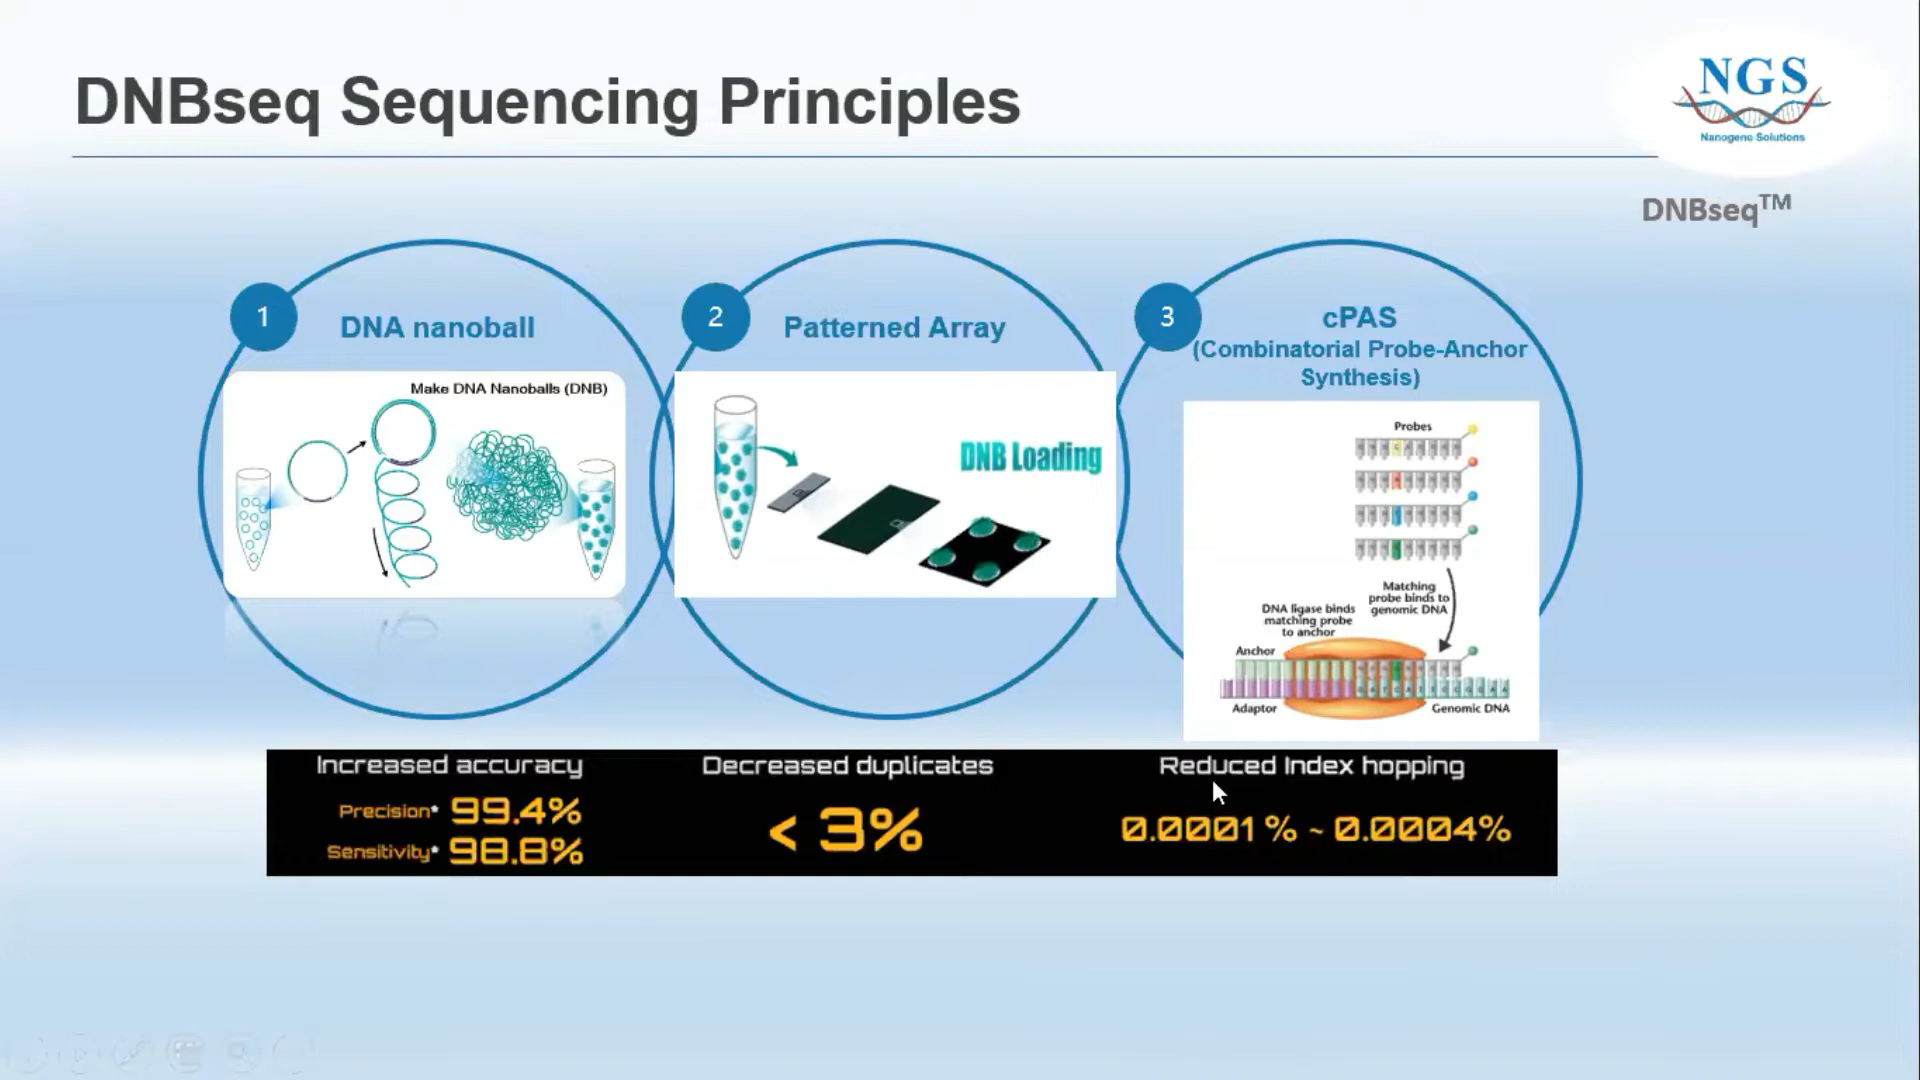 DNBseq Sequencing Principles
NGS
Nanogene Solutions
DNBseq™
1
DNA nanoball
Make DNA Nanoballs (DNB)
2
Patterned Array
DNB Loading
3
cPAS
(Combinatorial Probe-Anchor
Synthesis)
Probes
Matching
probe binds to
genomic DNA
DNA ligase binds
matching probe
to anchor
Anchor
Adaptor
Genomic DNA
Increased accuracy
Precision* 99.4%
Sensitivity* 98.8%
Decreased duplicates
< 3%
Reduced Index hopping
0.0001 % ~ 0.0004%